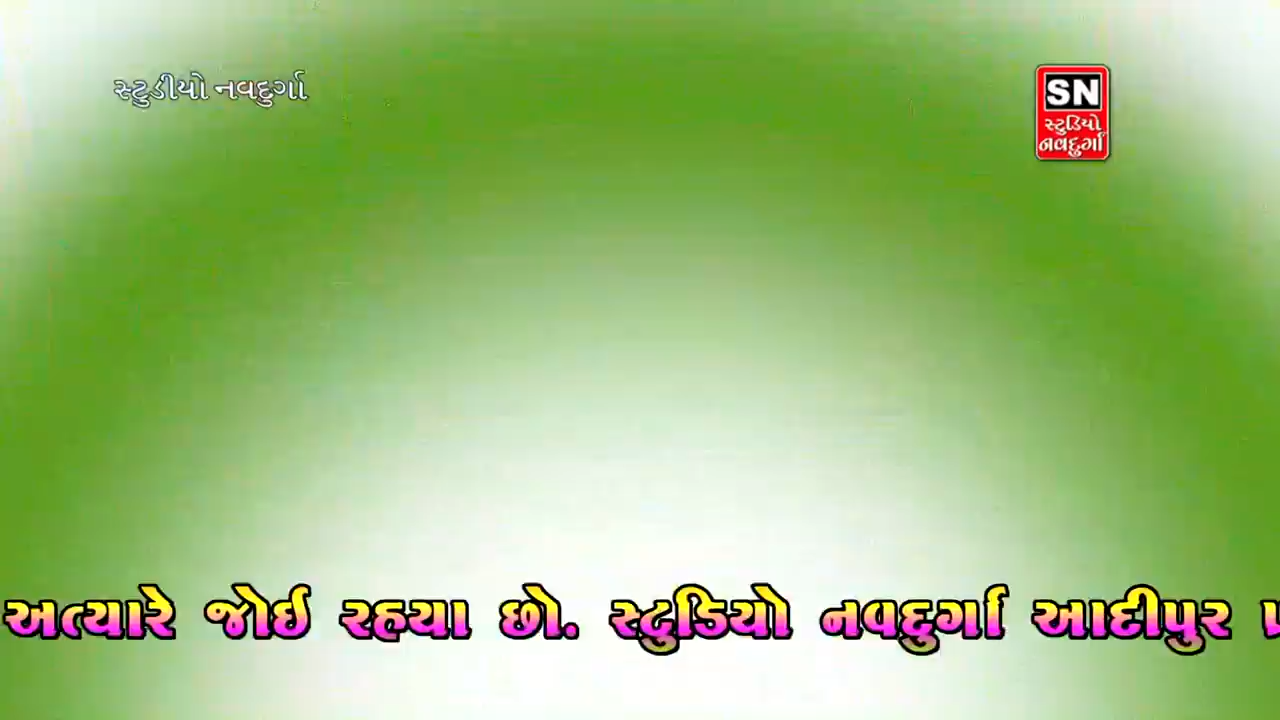 સ્ટુડીયો નવદુર્ગા
SN
સ્ટુડિયો
નવદુર્ગા
અત્યારે જોઇ રહયા છો. સ્ટુડિયો નવદુર્ગા આદીપુર